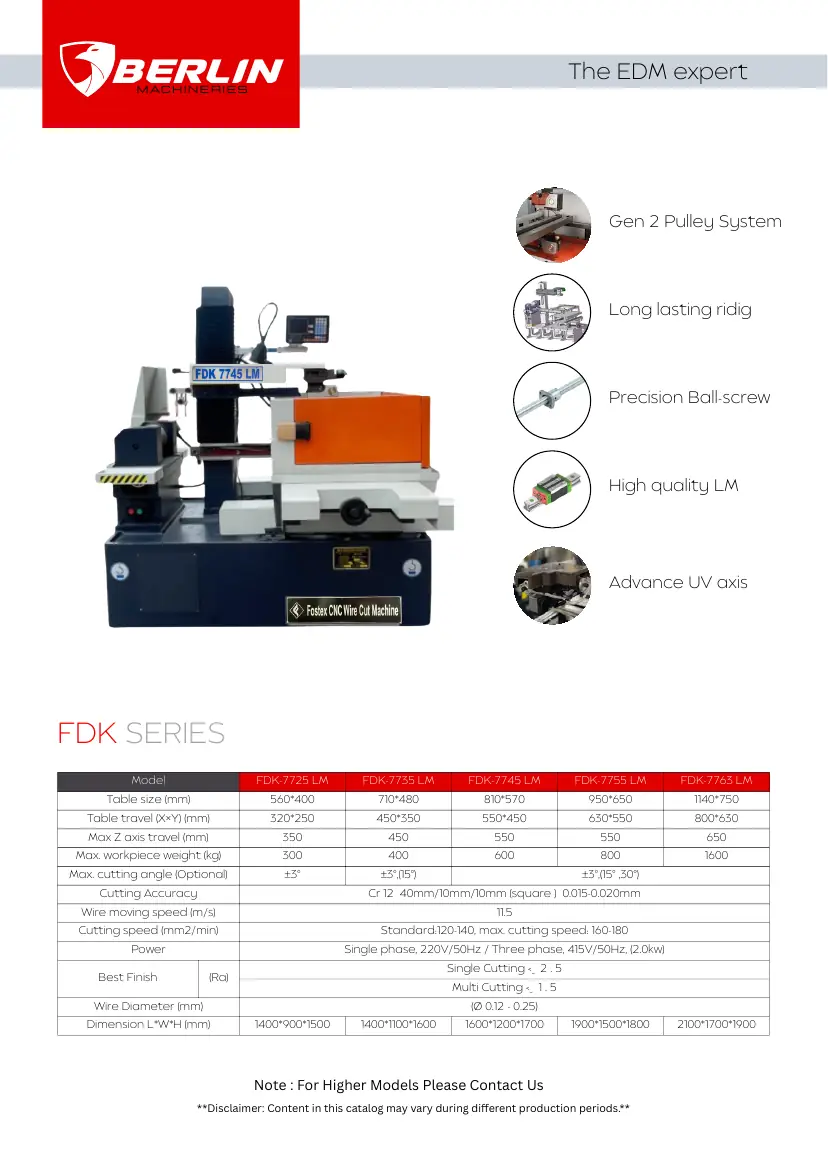 BERLIN
MACHINERIES
The EDM expert
Gen 2 Pulley System
Long lasting ridig
Precision Ball-screw
High quality LM
Advance UV axis
FDK 7745 LM
Fostex CNC Wire Cut Machine
FDK SERIES
Model FDK-7725 LM FDK-7735 LM FDK-7745 LM FDK-7755 LM FDK-7763 LM
Table size (mm) 560*400 710*480 810*570 950*650 1140*750
Table travel (X×Y) (mm) 320*250 450*350 550*450 630*550 800*630
Max Z axis travel (mm) 350 450 550 550 650
Max. workpiece weight (kg) 300 400 600 800 1600
Max. cutting angle (Optional) ±3° ±3°,(15°) ±3°,(15° ,30°)
Cutting Accuracy Cr 12 40mm/10mm/10mm (square ) 0.015-0.020mm
Wire moving speed (m/s) 11.5
Cutting speed (mm2/min) Standard:120-140, max. cutting speed: 160-180
Power Single phase, 220V/50Hz / Three phase, 415V/50Hz, (2.0kw)
Best Finish (Ra) Single Cutting <_ 2 . 5
Multi Cutting <_ 1 . 5
Wire Diameter (mm) (Ø 0.12 - 0.25)
Dimension L*W*H (mm) 1400*900*1500 1400*1100*1600 1600*1200*1700 1900*1500*1800 2100*1700*1900
Note : For Higher Models Please Contact Us
**Disclaimer: Content in this catalog may vary during different production periods.**